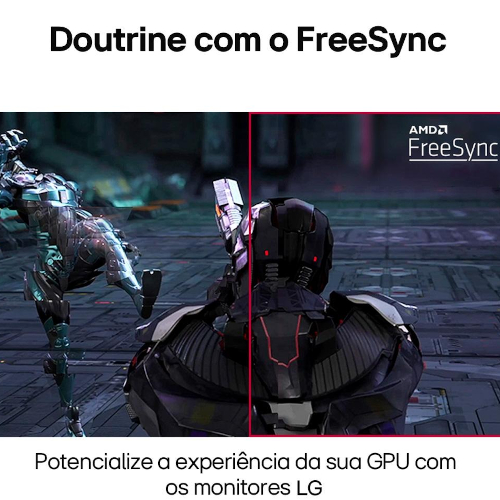 Doutrine com o FreeSync
AMD
FreeSync
Potencialize a experiência da sua GPU com
os monitores LG